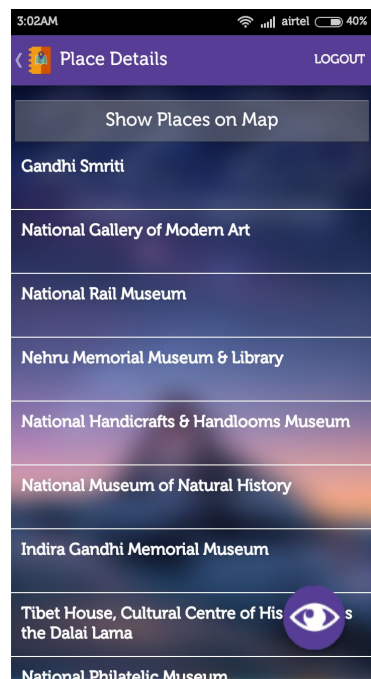 3:02AM airtel 40%
Place Details LOGOUT
Show Places on Map
Gandhi Smriti
National Gallery of Modern Art
National Rail Museum
Nehru Memorial Museum & Library
National Handicrafts & Handlooms Museum
National Museum of Natural History
Indira Gandhi Memorial Museum
Tibet House, Cultural Centre of His
the Dalai Lama
National Philatelic Museum